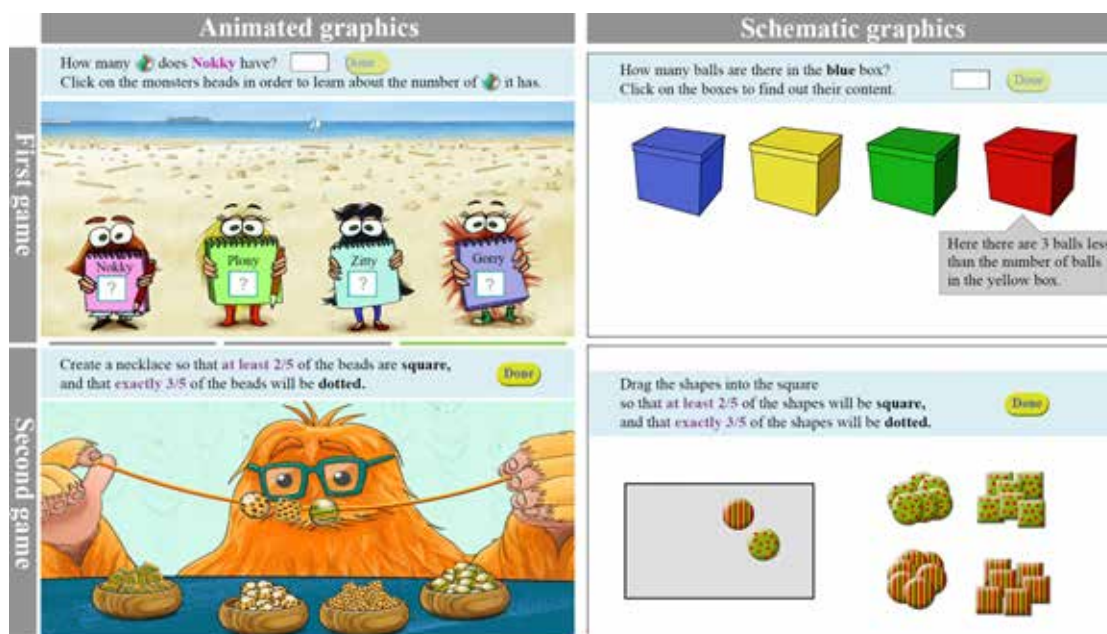 Animated graphics
Schematic graphics
First game
How many does Nokky have? Done
Click on the monsters heads in order to learn about the number of it has.
Nokky
?
Plony
?
Zitty
?
Gerry
?
How many balls are there in the blue box?
Click on the boxes to find out their content.
Done
Here there are 3 balls less
than the number of balls
in the yellow box.
Second game
Create a necklace so that at least 2/5 of the beads are square,
and that exactly 3/5 of the beads will be dotted.
Done
Drag the shapes into the square
so that at least 2/5 of the shapes will be square,
and that exactly 3/5 of the shapes will be dotted.
Done